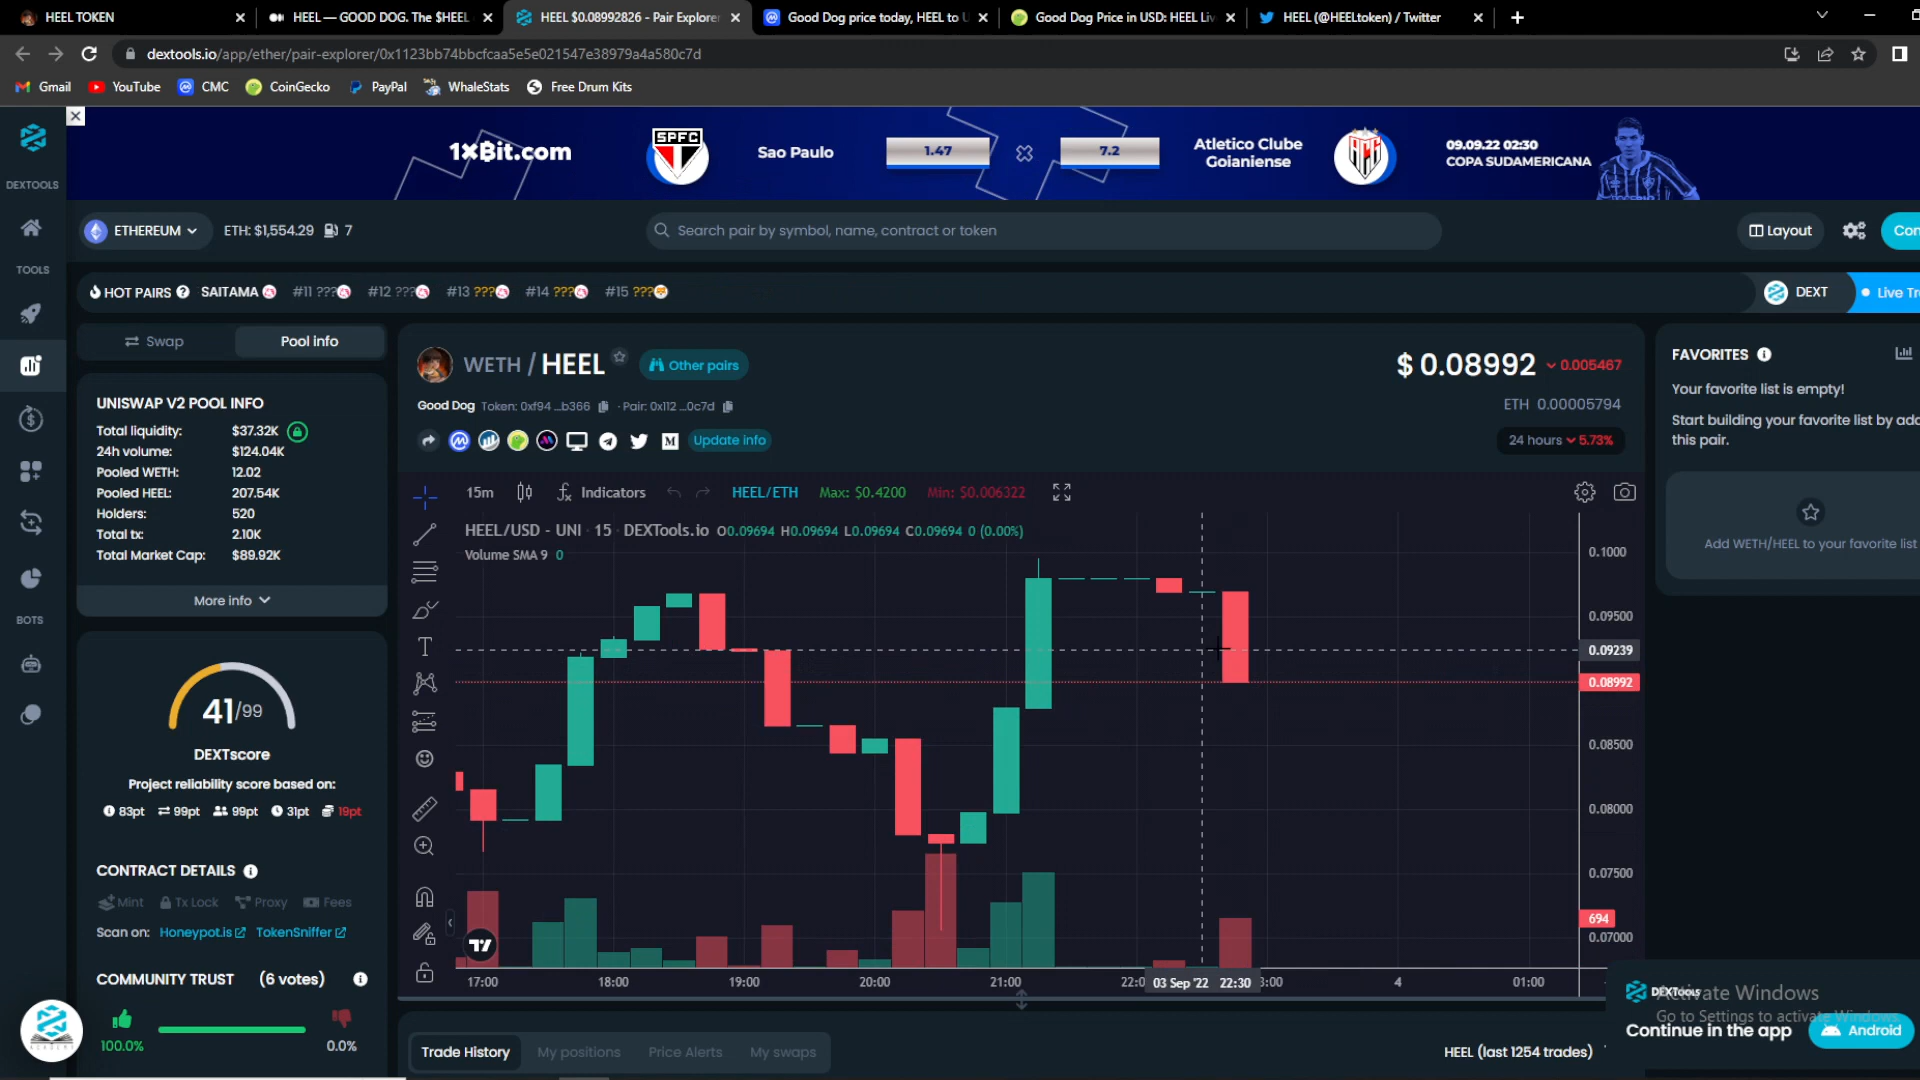 HEEL TOKEN
HEEL — GOOD DOG. The $HEEL
HEEL $0.08992826 - Pair Explorer
Good Dog price today, HEEL to U
Good Dog Price in USD: HEEL Liv
HEEL (@HEELtoken) / Twitter
dextools.io/app/ether/pair-explorer/0x1123bb74bbcfcaa5e5e021547e38979a4a580c7d
Gmail YouTube CMC CoinGecko PayPal WhaleStats Free Drum Kits
1XBit.com
SPFC
Sao Paulo
1.47
7.2
Atletico Clube
Goianiense
09.09.22 02:30
COPA SUDAMERICANA
DEXTOOLS
ETHEREUM ETH: $1,554.29 7
Search pair by symbol, name, contract or token
Layout
Con
TOOLS
HOT PAIRS SAITAMA #11 ??? #12 ??? #13 ??? #14 ??? #15 ???
DEXT
Live Tr
Swap
Pool info
UNISWAP V2 POOL INFO
Total liquidity: $37.32K
24h volume: $124.04K
Pooled WETH: 12.02
Pooled HEEL: 207.54K
Holders: 520
Total tx: 2.10K
Total Market Cap: $89.92K
More info
BOTS
41/99
DEXTscore
Project reliability score based on:
83pt 99pt 99pt 31pt 19pt
CONTRACT DETAILS
Mint Tx Lock Proxy Fees
Scan on: Honeypot.is TokenSniffer
COMMUNITY TRUST (6 votes)
100.0%
0.0%
WETH / HEEL
Other pairs
Good Dog Token: 0xf94 ...b366 · Pair: 0x112 ...0c7d
Update info
$ 0.08992
0.005467
ETH 0.00005794
24 hours 5.73%
FAVORITES
Your favorite list is empty!
Start building your favorite list by add
this pair.
Add WETH/HEEL to your favorite list
15m
Indicators
HEEL/ETH
Max: $0.4200
Min: $0.006322
HEEL/USD - UNI · 15 · DEXTools.io O0.09694 H0.09694 L0.09694 C0.09694 0 (0.00%)
Volume SMA 9 0
0.1000
0.09500
0.09239
0.08992
0.08500
0.08000
0.07500
694
0.07000
17:00 18:00 19:00 20:00 21:00 22:0 03 Sep '22 22:30 3:00 4 01:00
Trade History
My positions
Price Alerts
My swaps
HEEL (last 1254 trades)
DEXTools
Activate Windows
Go to Settings to activate Windows.
Continue in the app
Android